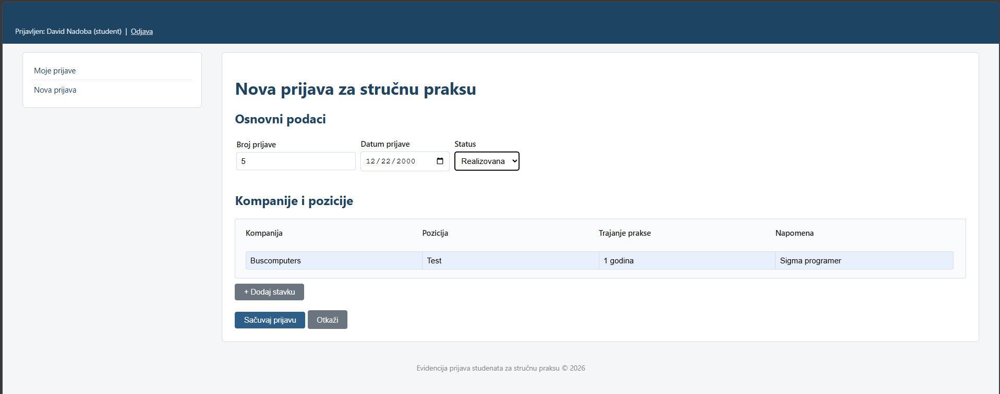 Prijavljen: David Nadoba (student) | Odjava
Moje prijave
Nova prijava
Nova prijava za stručnu praksu
Osnovni podaci
Broj prijave Datum prijave Status
5 12/22/2000 Realizovana
Kompanije i pozicije
Kompanija Pozicija Trajanje prakse Napomena
Buscomputers Test 1 godina Sigma programer
+ Dodaj stavku
Sačuvaj prijavu Otkaži
Evidencija prijava studenata za stručnu praksu © 2026